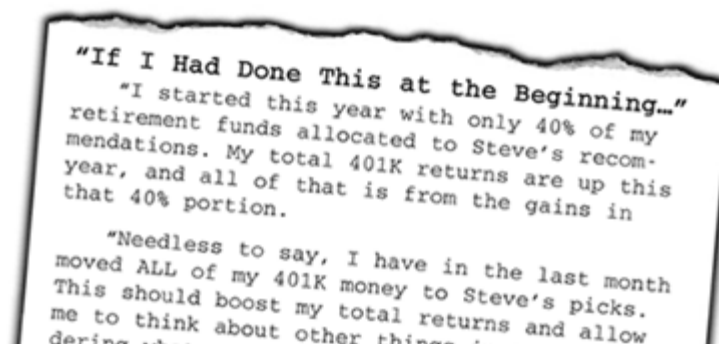 “If I Had Done This at the Beginning…”
“I started this year with only 40% of my
retirement funds allocated to Steve’s recom-
mendations. My total 401K returns are up this
year, and all of that is from the gains in
that 40% portion.
“Needless to say, I have in the last month
moved ALL of my 401K money to Steve’s picks.
This should boost my total returns and allow
me to think about other things